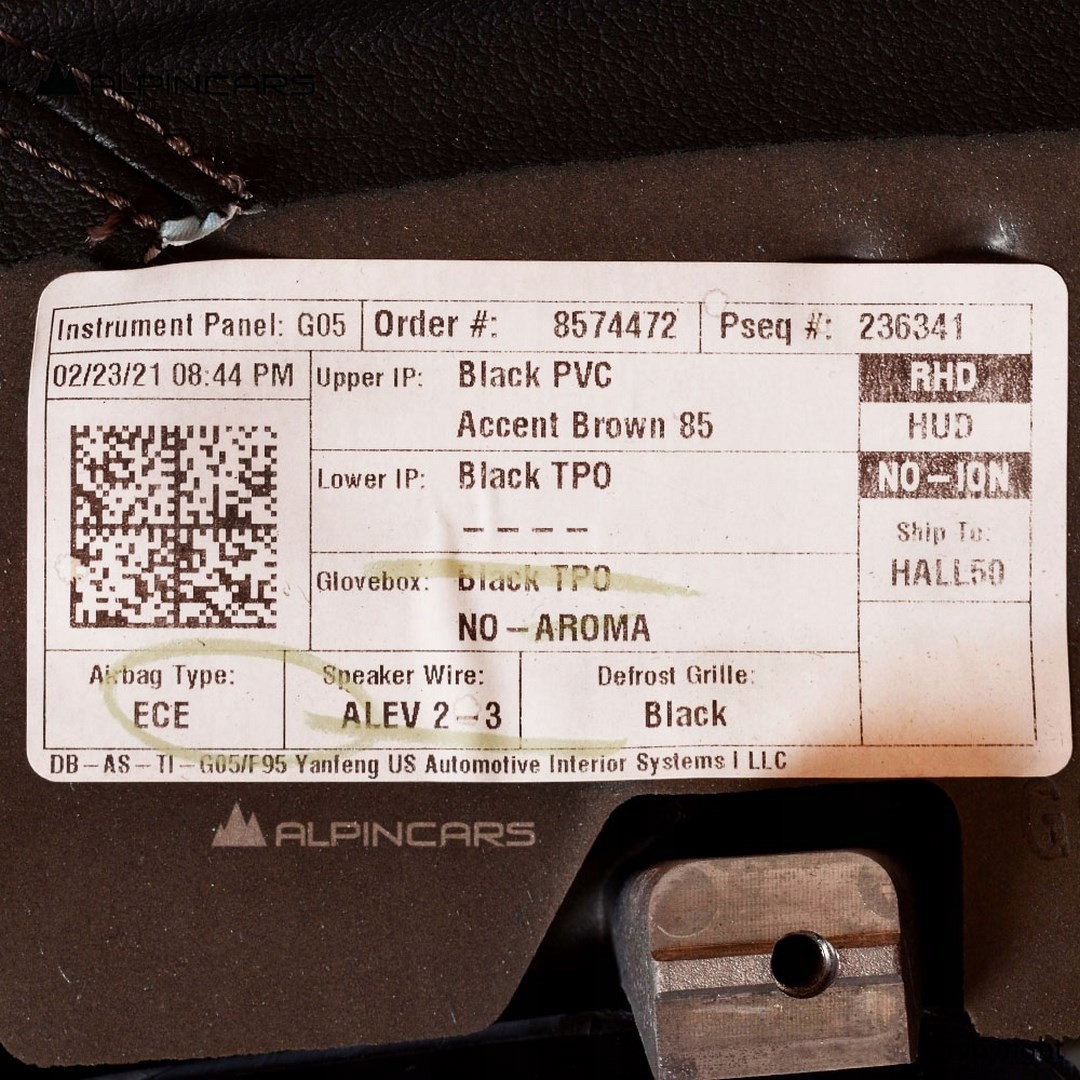 ALPINCARS
Instrument Panel: G05 Order #: 8574472 Pseq #: 236341
02/23/21 08:44 PM Upper IP: Black PVC RHD
Accent Brown 85 HUD
Lower IP: Black TPO NO-ION
---- Ship To:
Glovebox: Black TPO HALL50
NO-AROMA
Airbag Type: Speaker Wire: Defrost Grille:
ECE ALEV 2-3 Black
DB-AS-TI-G05/F95 Yanfeng US Automotive Interior Systems I LLC
ALPINCARS